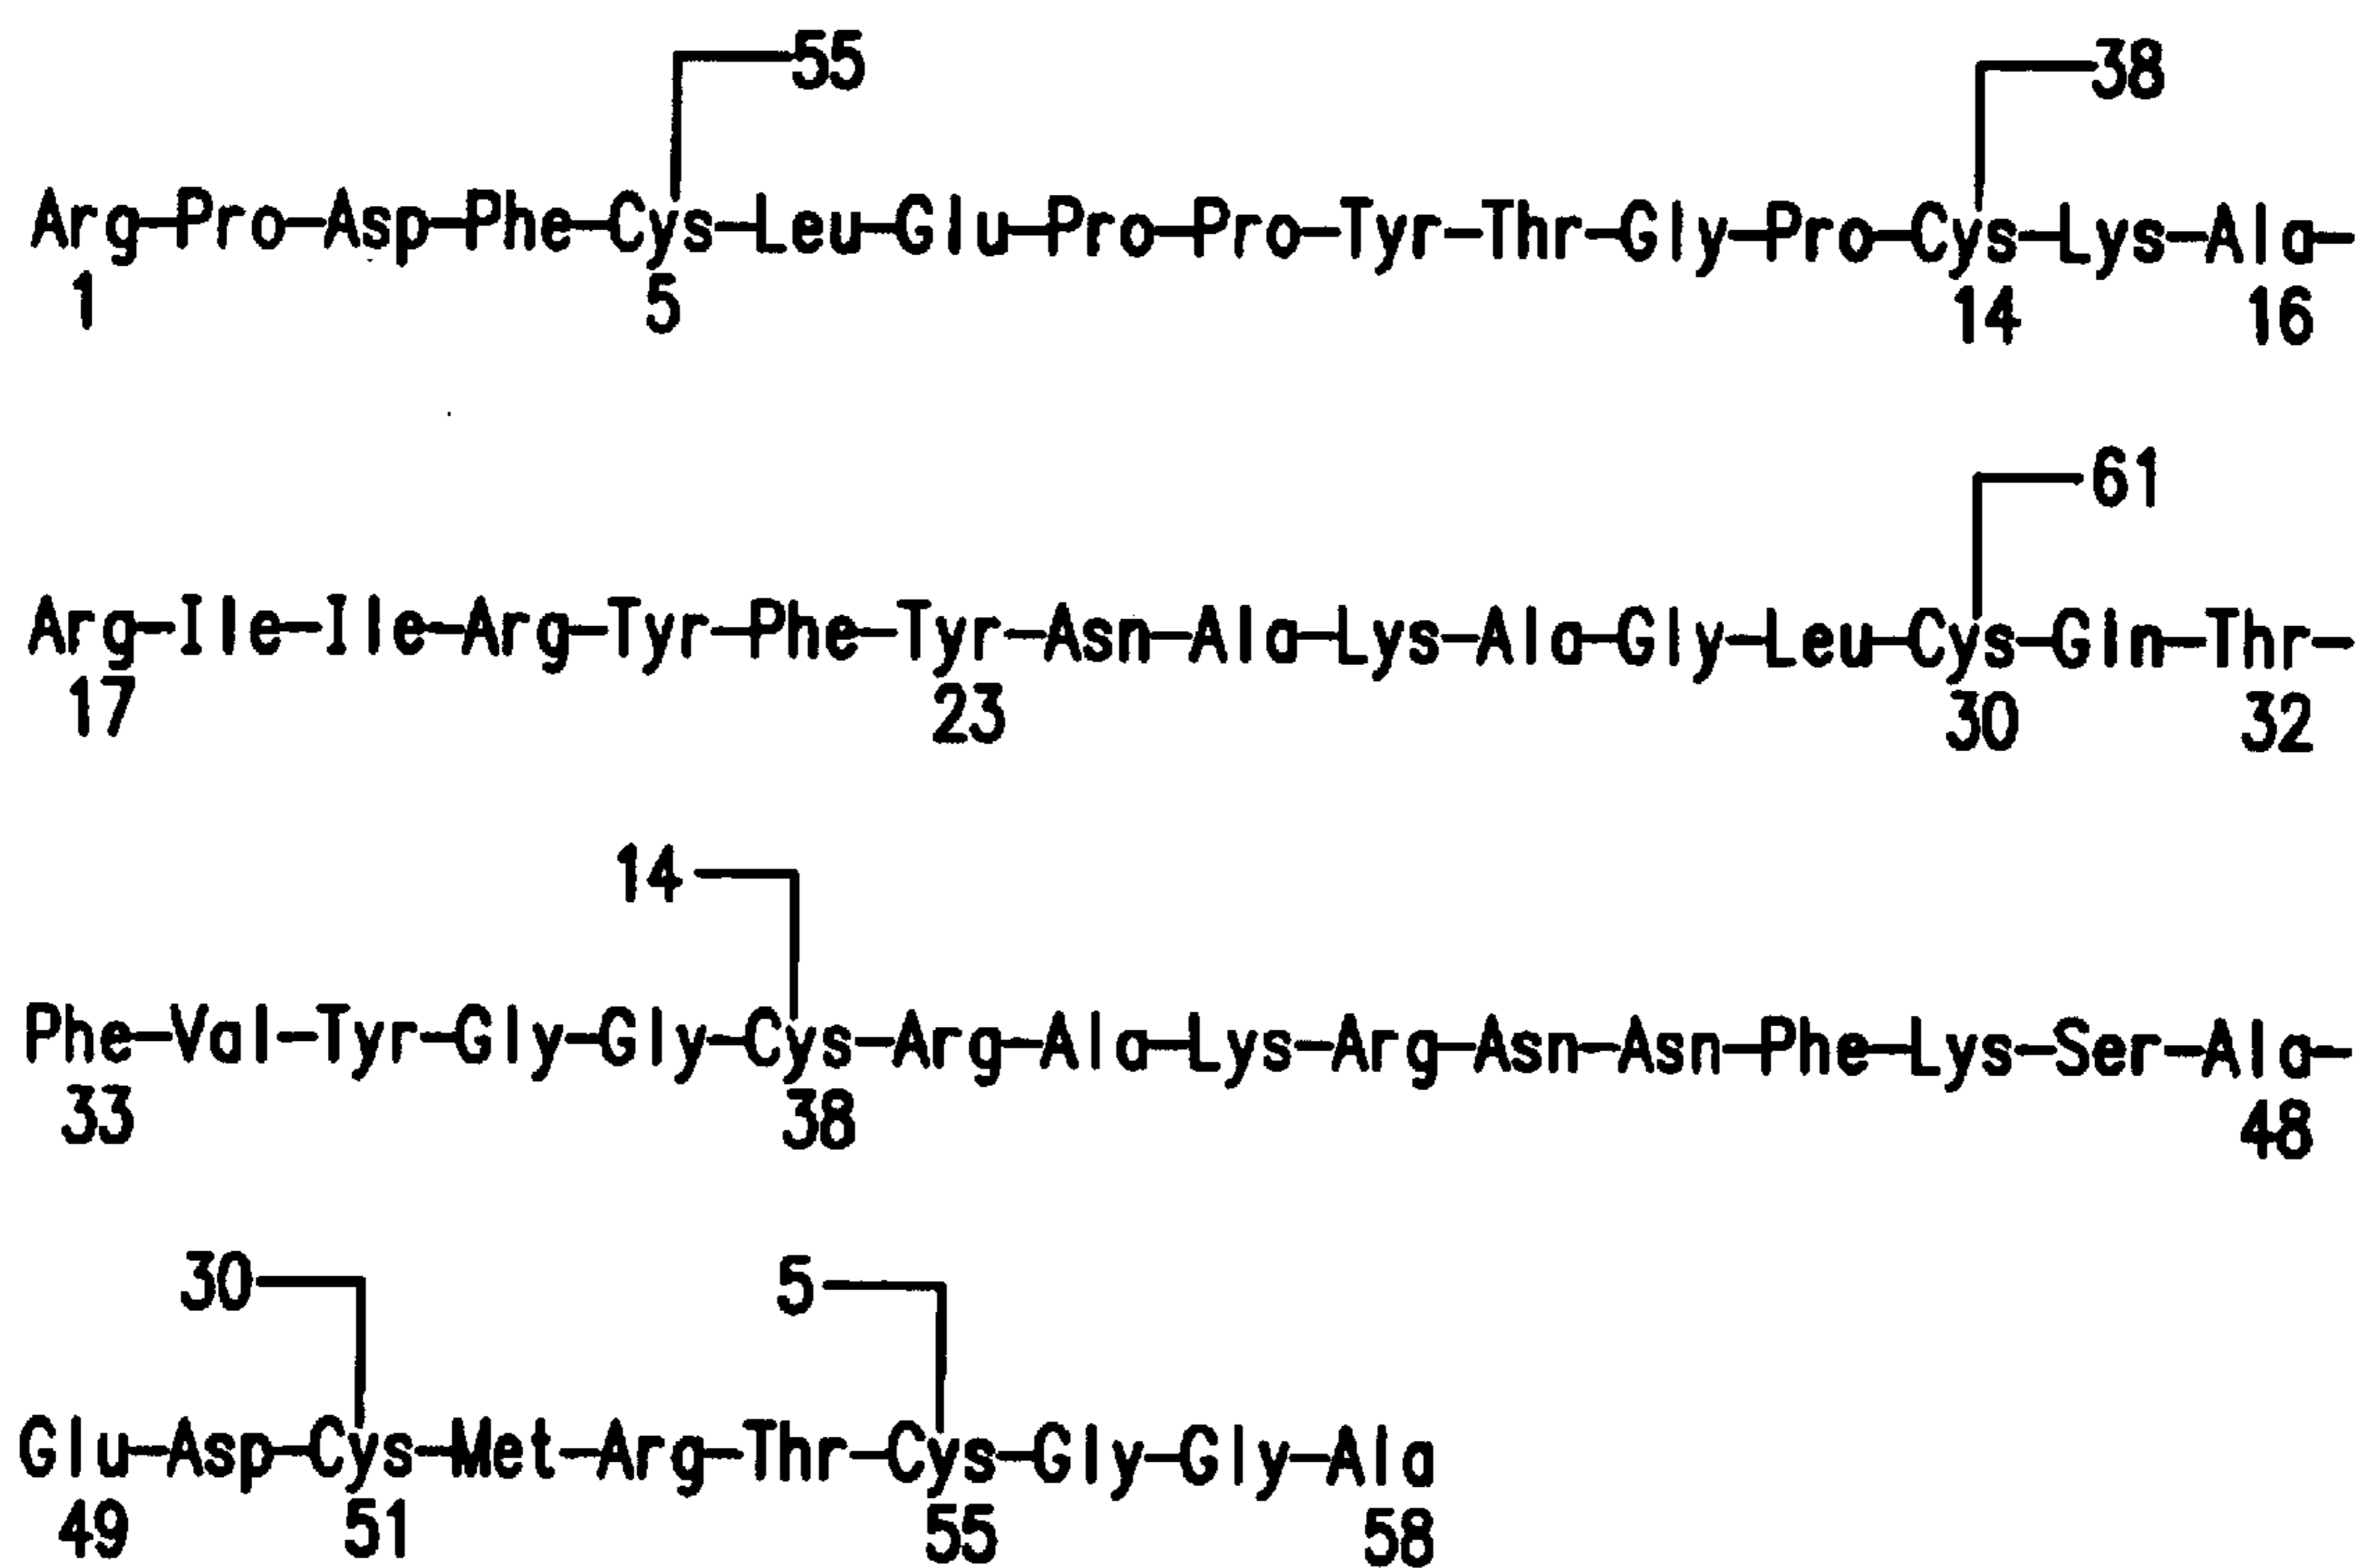 55 38
Arg-Pro-Asp-Phe-Cys-Leu-Glu-Pro-Pro-Tyr-Thr-Gly-Pro-Cys-Lys-Ala-
1 5 14 16
61
Arg-Ile-Ile-Arg-Tyr-Phe-Tyr-Asn-Ala-Lys-Ala-Gly-Leu-Cys-Gln-Thr-
17 23 30 32
14
Phe-Val-Tyr-Gly-Gly-Cys-Arg-Ala-Lys-Arg-Asn-Asn-Phe-Lys-Ser-Ala-
33 38 48
30 5
Glu-Asp-Cys-Met-Arg-Thr-Cys-Gly-Gly-Ala
49 51 55 58